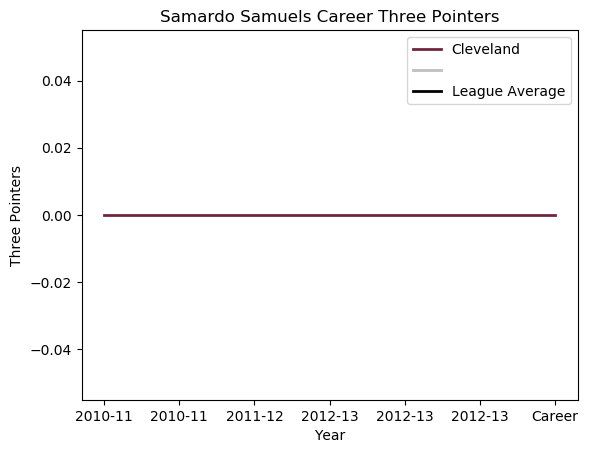 Samardo Samuels Career Three Pointers
Cleveland
League Average
Three Pointers
0.04
0.02
0.00
−0.02
−0.04
2010-11 2010-11 2011-12 2012-13 2012-13 2012-13 Career
Year